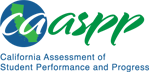 caaspp
California Assessment of
Student Performance and Progress